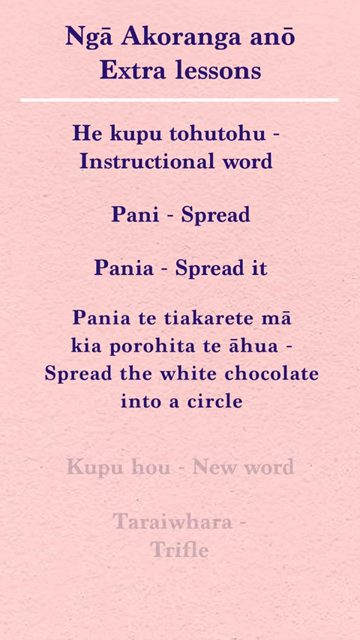 Ngā Akoranga anō
Extra lessons
He kupu tohutohu -
Instructional word
Pani - Spread
Pania - Spread it
Pania te tiakarete mā
kia porohita te āhua -
Spread the white chocolate
into a circle
Kupu hou - New word
Taraiwhara -
Trifle